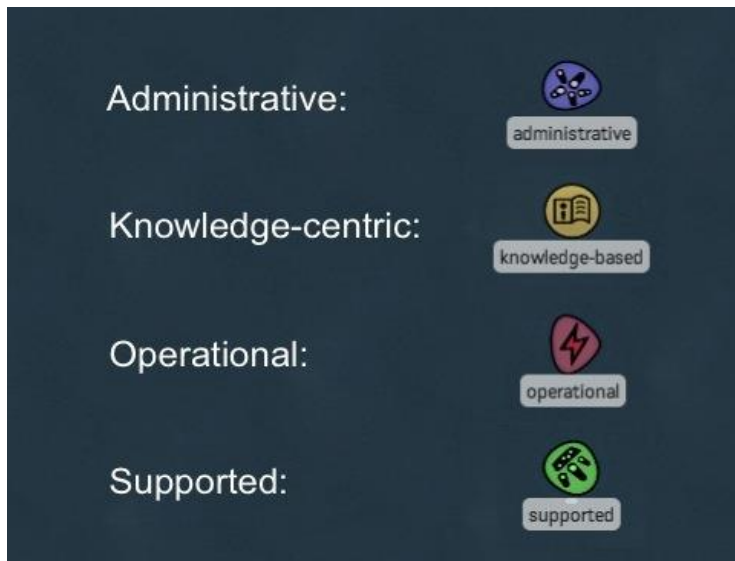 Administrative:
administrative
Knowledge-centric:
knowledge-based
Operational:
operational
Supported:
supported